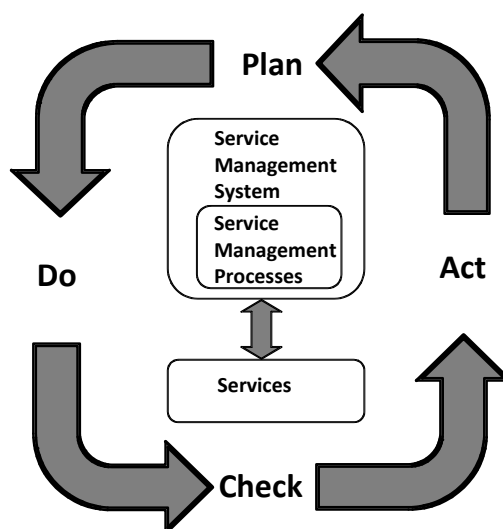 Plan
Service
Management
System
Service
Management
Processes
Do
Act
Services
Check